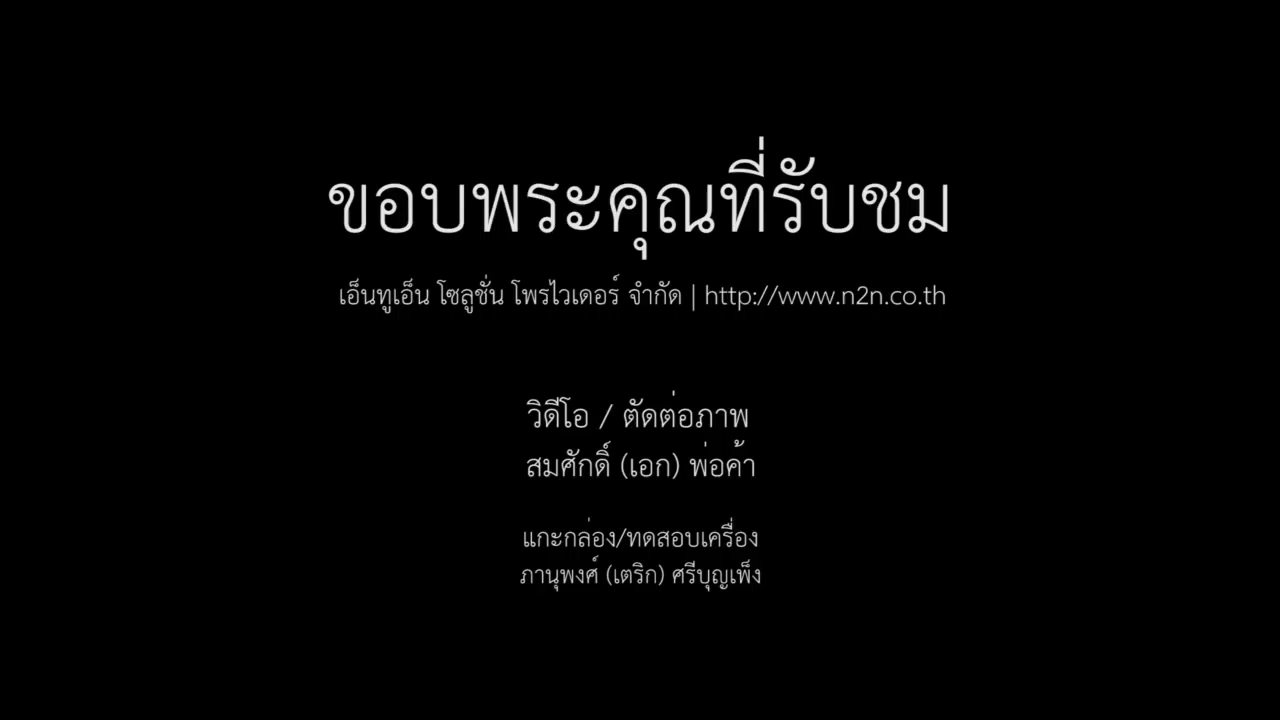 ขอบพระคุณที่รับชม
เอ็นทูเอ็น โซลูชั่น โพรไวเดอร์ จำกัด | http://www.n2n.co.th
วิดีโอ / ตัดต่อภาพ
สมศักดิ์ (เอก) พ่อค้า
แกะกล่อง/ทดสอบเครื่อง
ภานุพงศ์ (เตริก) ศรีบุญเพ็ง